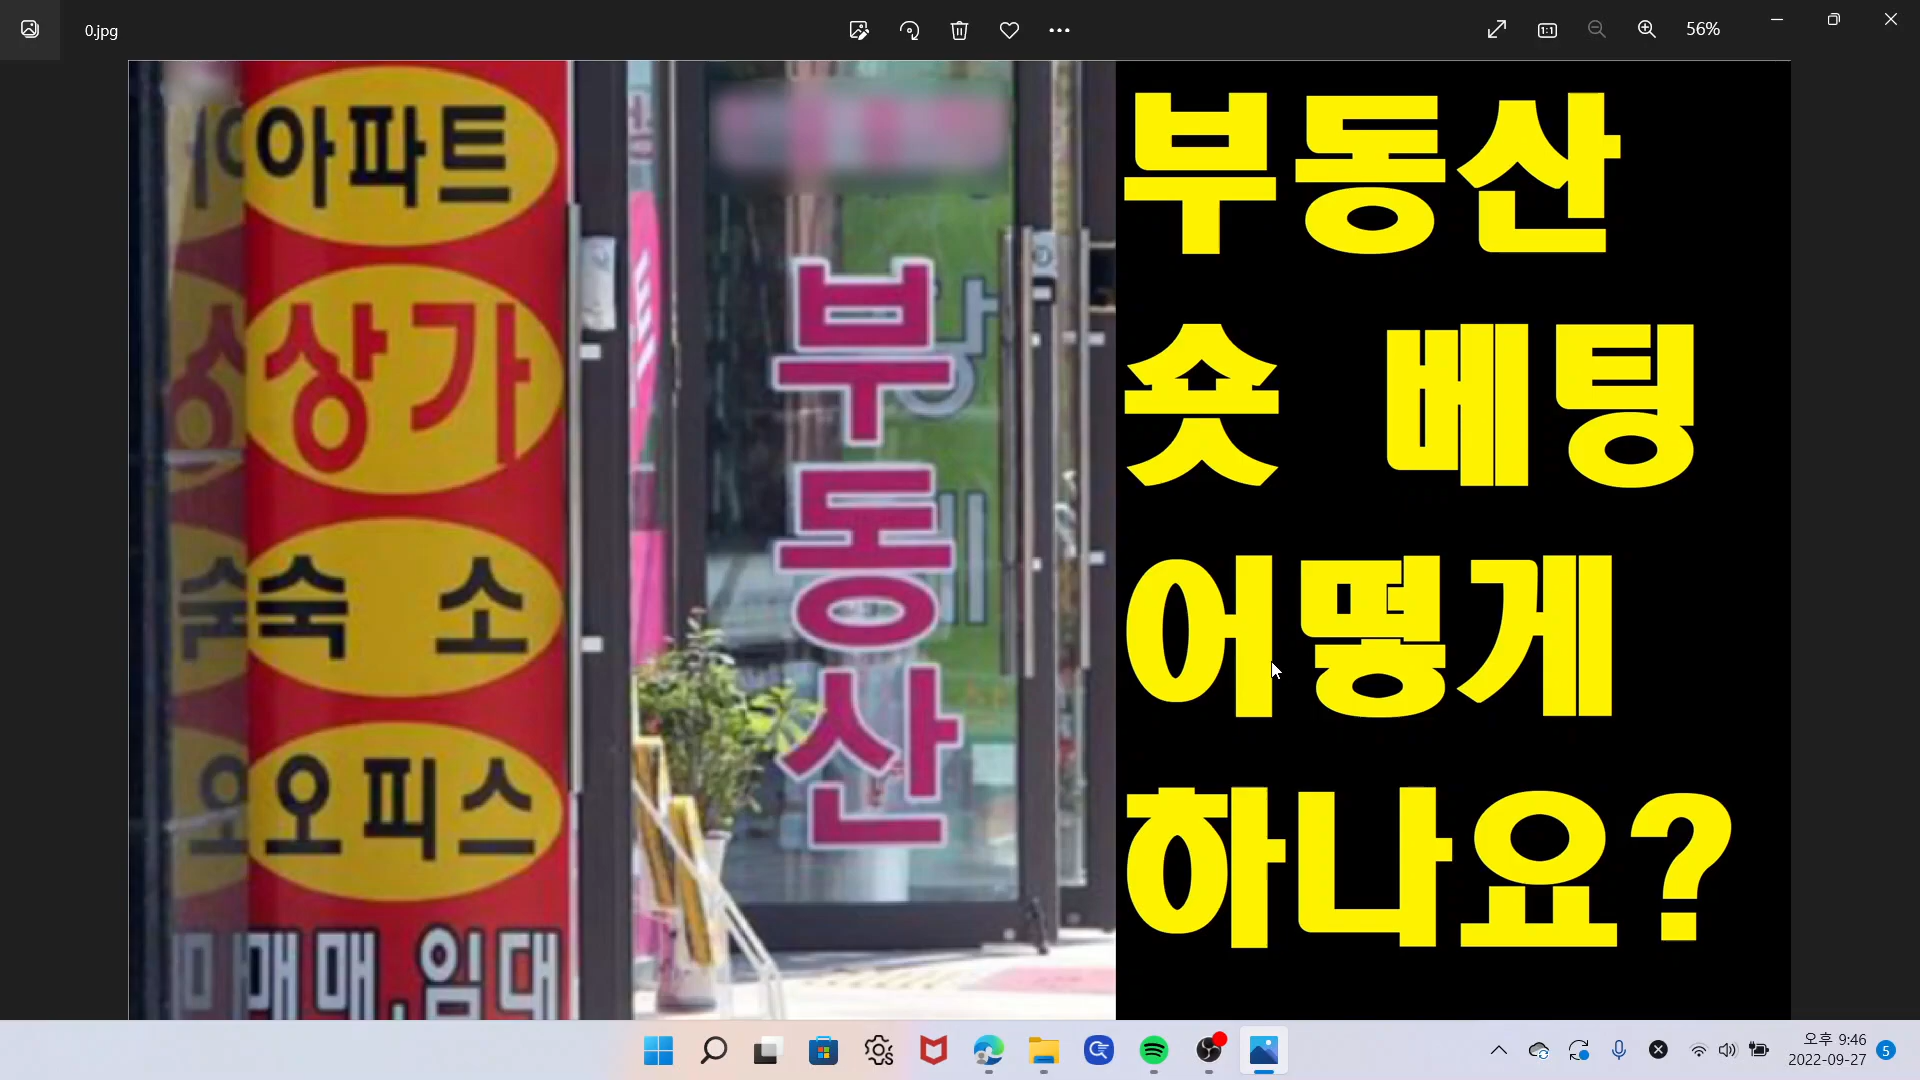 0.jpg
56%
아파트
상가
숙 소
오피스
매매·임대
부동산
부동산
숏 베팅
어떻게
하나요?
오후 9:46
2022-09-27
5